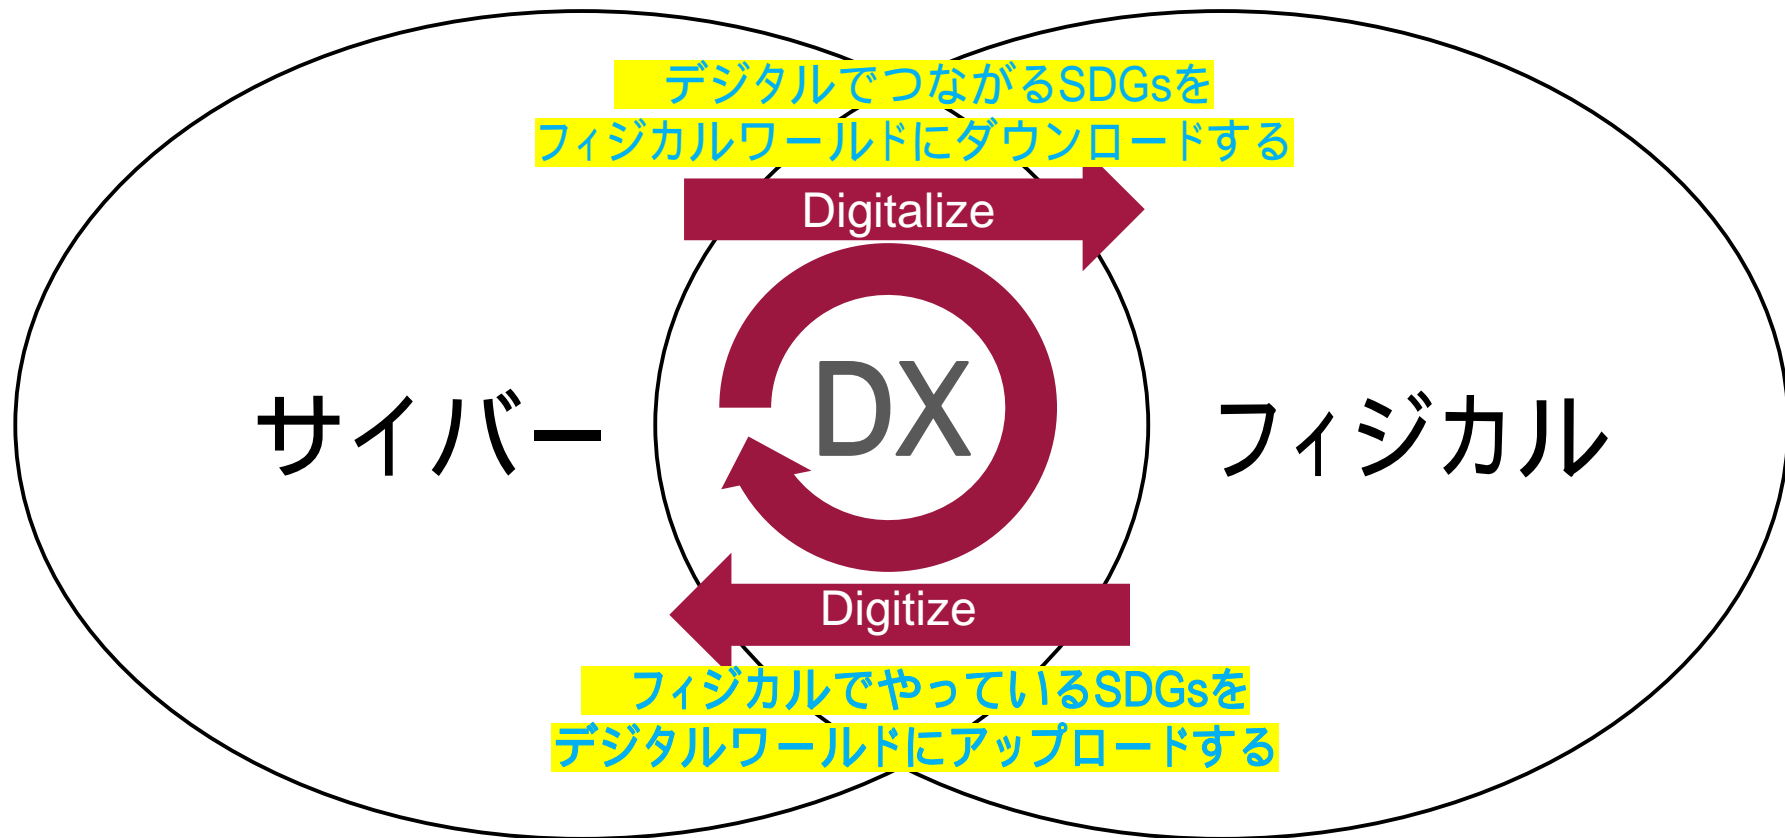 デジタルでつながるSDGsを
フィジカルワールドにダウンロードする
Digitalize
DX
サイバー
フィジカル
Digitize
フィジカルでやっているSDGsを
デジタルワールドにアップロードする